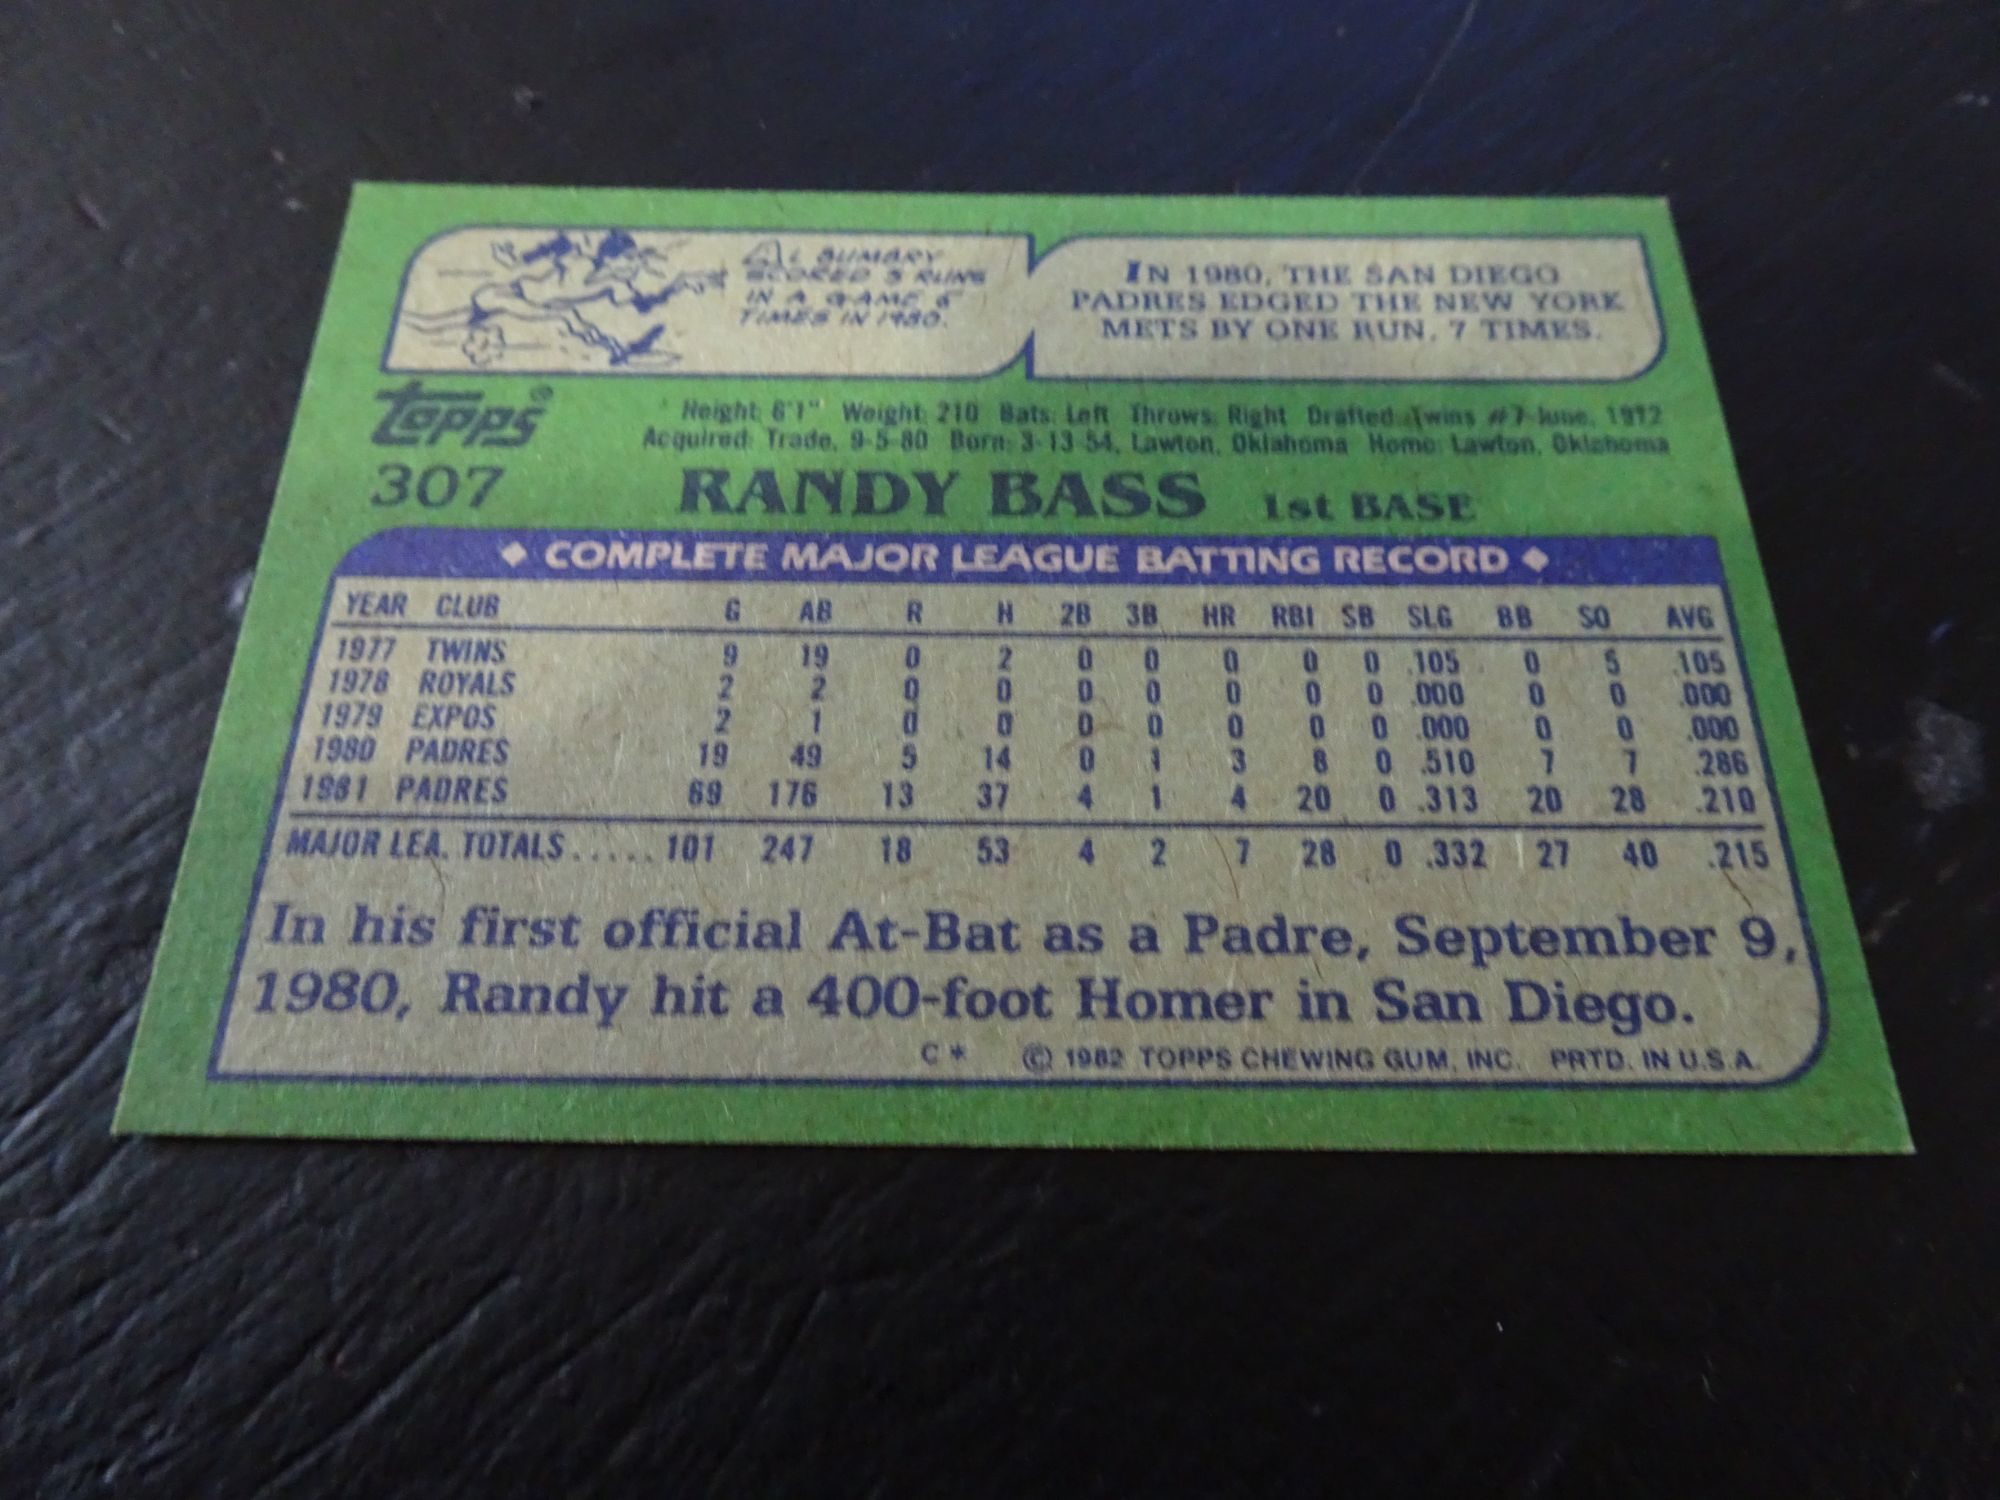 AL BUMBRY
SCORED 3 RUNS
IN A GAME 6
TIMES IN 1980.
IN 1980, THE SAN DIEGO
PADRES EDGED THE NEW YORK
METS BY ONE RUN, 7 TIMES.
topps®
Height: 6'1" Weight: 210 Bats: Left Throws: Right Drafted: Twins #7-June, 1972
Acquired: Trade, 9-5-80 Born: 3-13-54, Lawton, Oklahoma Home: Lawton, Oklahoma
307 RANDY BASS 1st BASE
◆ COMPLETE MAJOR LEAGUE BATTING RECORD ◆
YEAR CLUB G AB R H 2B 3B HR RBI SB SLG BB SO AVG
1977 TWINS 9 19 0 2 0 0 0 0 0 .105 0 5 .105
1978 ROYALS 2 2 0 0 0 0 0 0 0 .000 0 0 .000
1979 EXPOS 2 1 0 0 0 0 0 0 0 .000 0 0 .000
1980 PADRES 19 49 5 14 0 1 3 8 0 .510 7 7 .286
1981 PADRES 69 176 13 37 4 1 4 20 0 .313 20 28 .210
MAJOR LEA. TOTALS ..... 101 247 18 53 4 2 7 28 0 .332 27 40 .215
In his first official At-Bat as a Padre, September 9,
1980, Randy hit a 400-foot Homer in San Diego.
C * © 1982 TOPPS CHEWING GUM, INC. PRTD. IN U.S.A.